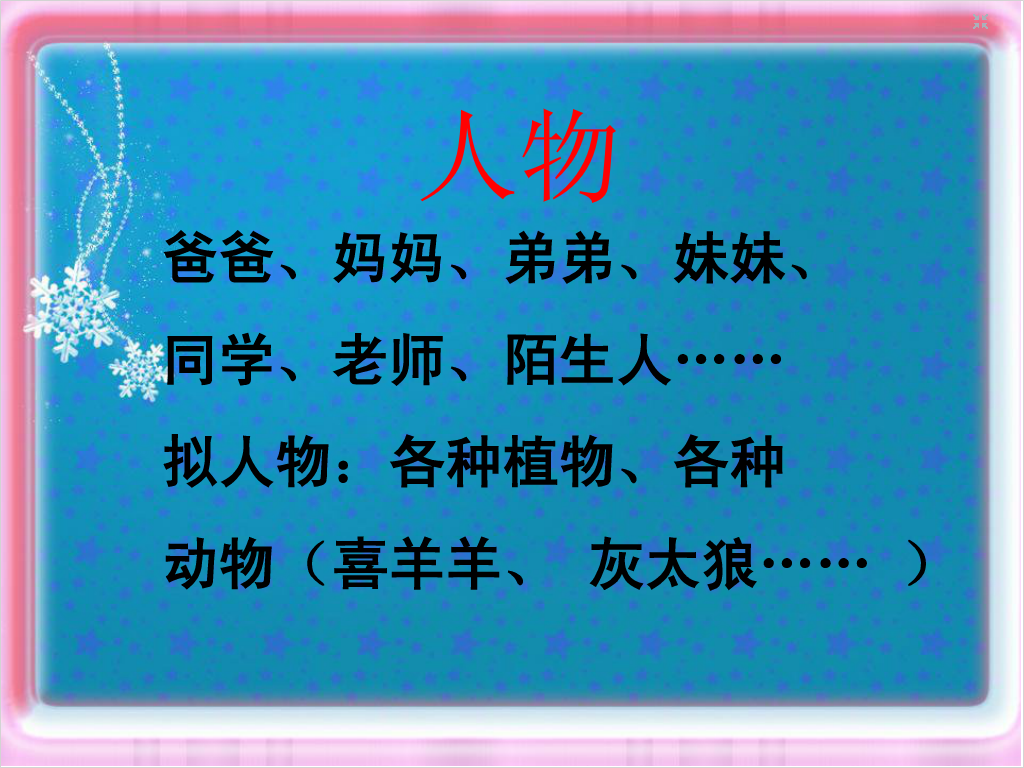 人物
爸爸、妈妈、弟弟、妹妹、
同学、老师、陌生人……
拟人物：各种植物、各种
动物（喜羊羊、 灰太狼…… ）